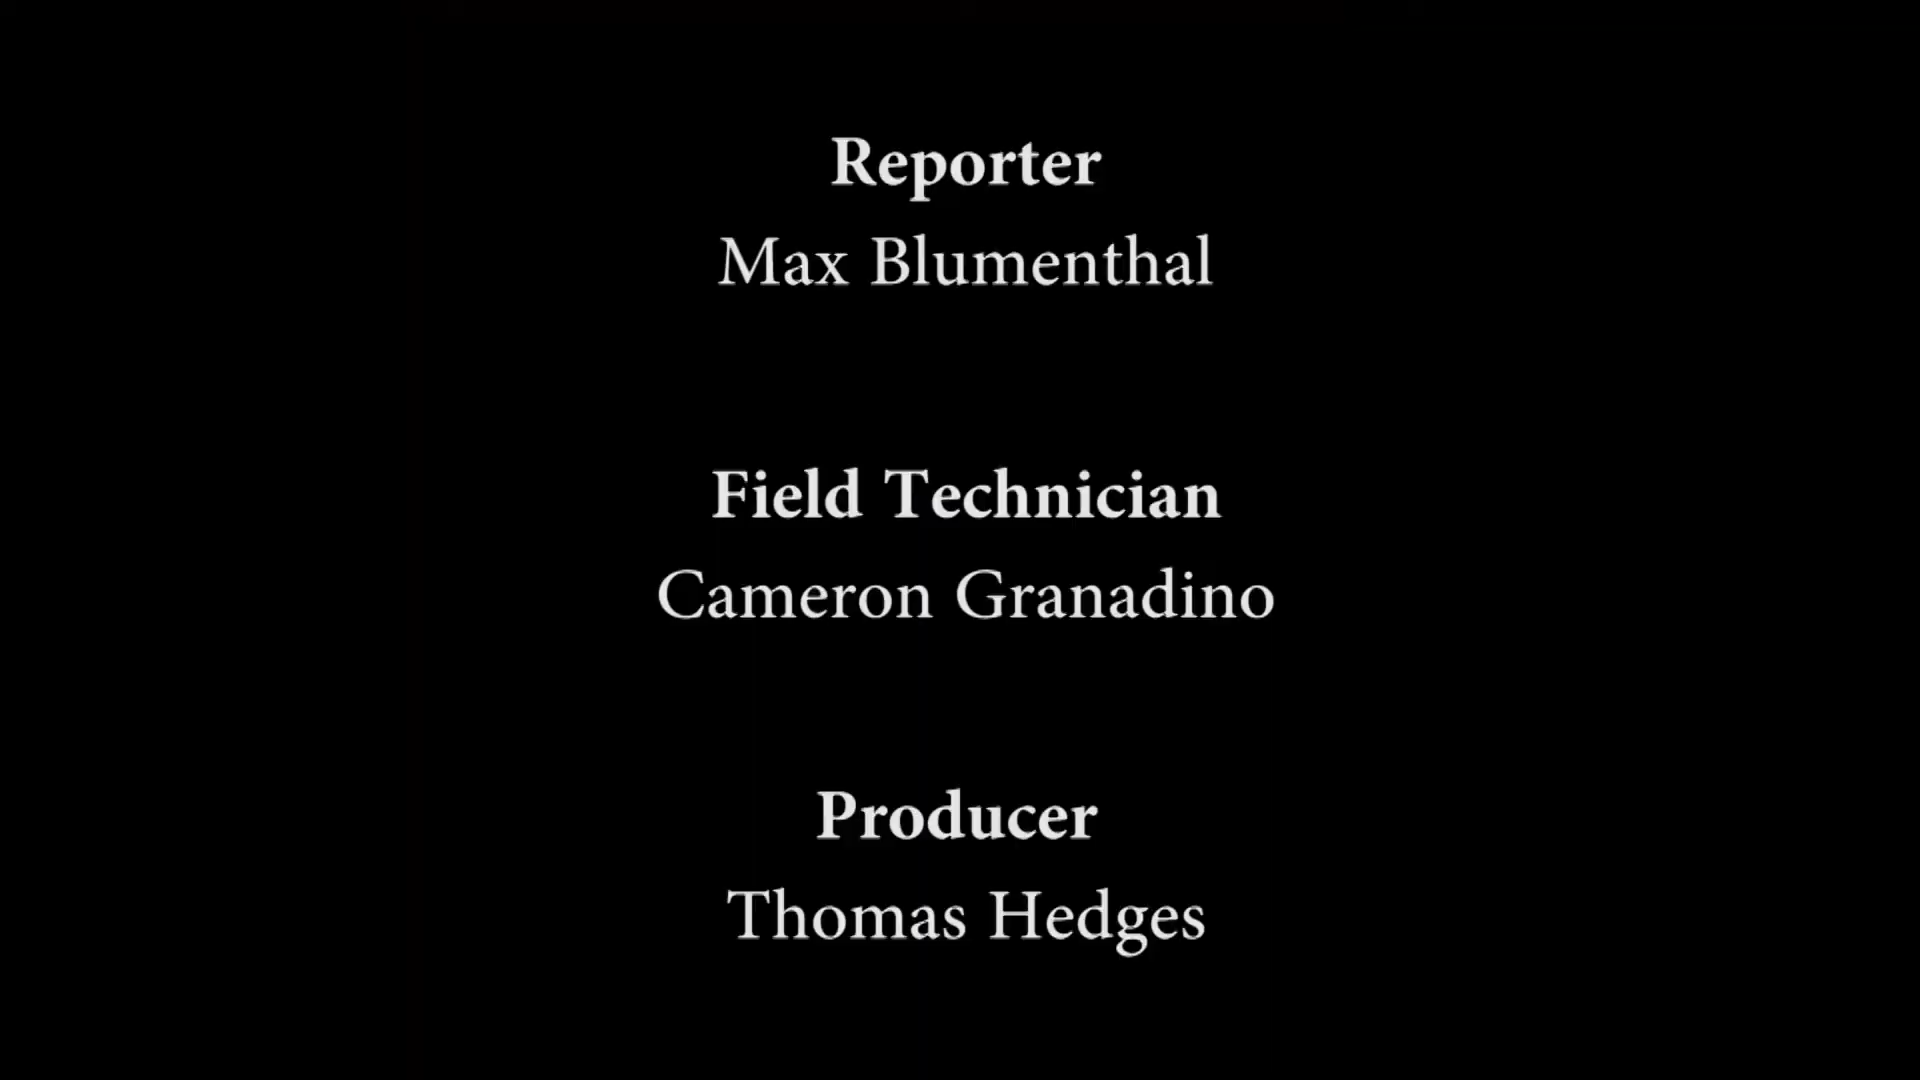 Reporter
Max Blumenthal
Field Technician
Cameron Granadino
Producer
Thomas Hedges